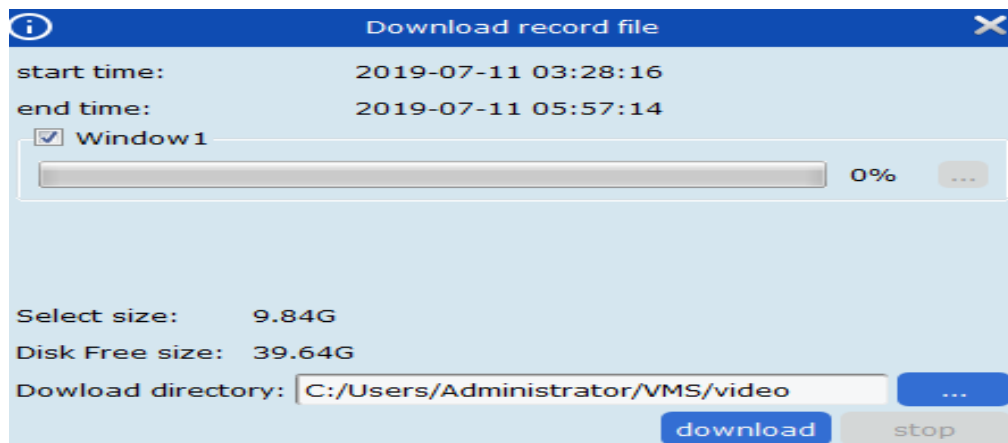 Download record file
start time: 2019-07-11 03:28:16
end time: 2019-07-11 05:57:14
Window1
0% ...
Select size: 9.84G
Disk Free size: 39.64G
Dowload directory: C:/Users/Administrator/VMS/video ...
download stop